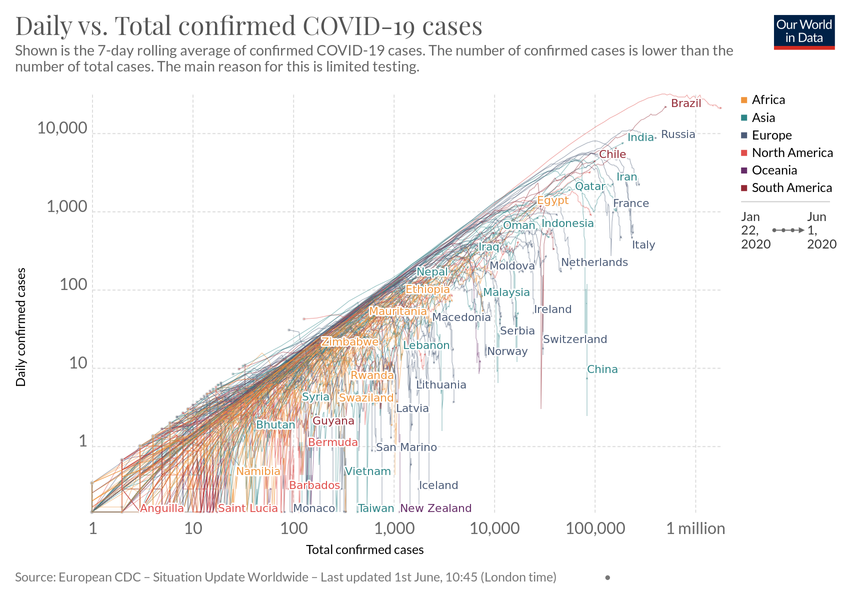 Daily vs. Total confirmed COVID-19 cases
Shown is the 7-day rolling average of confirmed COVID-19 cases. The number of confirmed cases is lower than the
number of total cases. The main reason for this is limited testing.
Our World
in Data
Africa
Asia
Europe
North America
Oceania
South America
Jan
22,
2020
Jun
1,
2020
Daily confirmed cases
10,000
1,000
100
10
1
Brazil
India
Russia
Chile
Iran
Qatar
Egypt
France
Oman
Indonesia
Italy
Iraq
Nepal
Moldova
Netherlands
Ethiopia
Malaysia
Mauritania
Macedonia
Ireland
Serbia
Zimbabwe
Lebanon
Switzerland
Norway
Rwanda
China
Lithuania
Syria
Swaziland
Latvia
Bhutan
Guyana
Bermuda
San Marino
Namibia
Vietnam
Barbados
Iceland
Anguilla
Saint Lucia
Monaco
Taiwan
New Zealand
1
10
100
1,000
10,000
100,000
1 million
Total confirmed cases
Source: European CDC – Situation Update Worldwide – Last updated 1st June, 10:45 (London time)